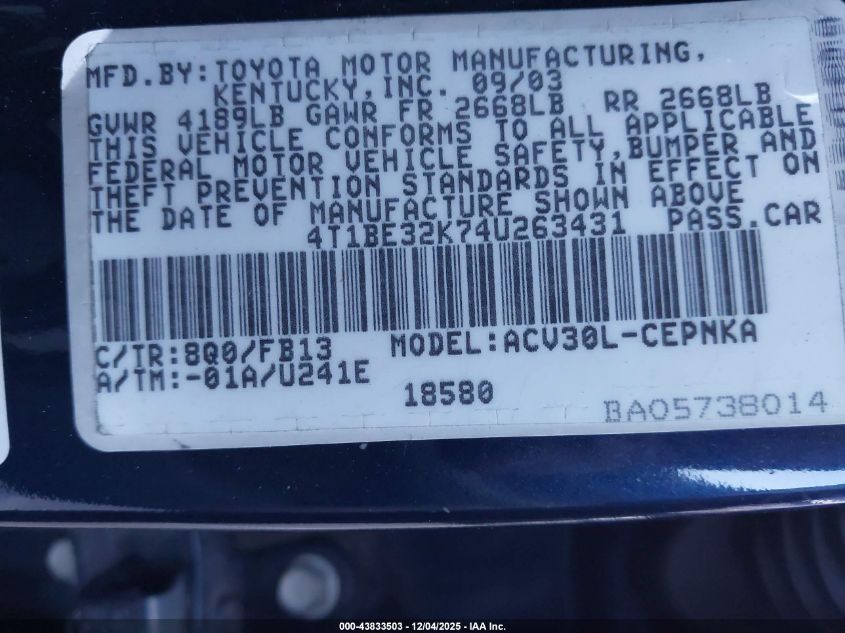 MFD.BY:TOYOTA MOTOR MANUFACTURING,
KENTUCKY,INC. 09/03
GVWR 4189LB GAWR FR 2668LB RR 2668LB
THIS VEHICLE CONFORMS TO ALL APPLICABLE
FEDERAL MOTOR VEHICLE SAFETY,BUMPER AND
THEFT PREVENTION STANDARDS IN EFFECT ON
THE DATE OF MANUFACTURE SHOWN ABOVE
4T1BE32K74U263431 PASS.CAR
C/TR:8Q0/FB13 MODEL:ACV30L-CEPNKA
A/TM:-01A/U241E
18580
BA05738014
000-43833503 - 12/04/2025 - IAA Inc.